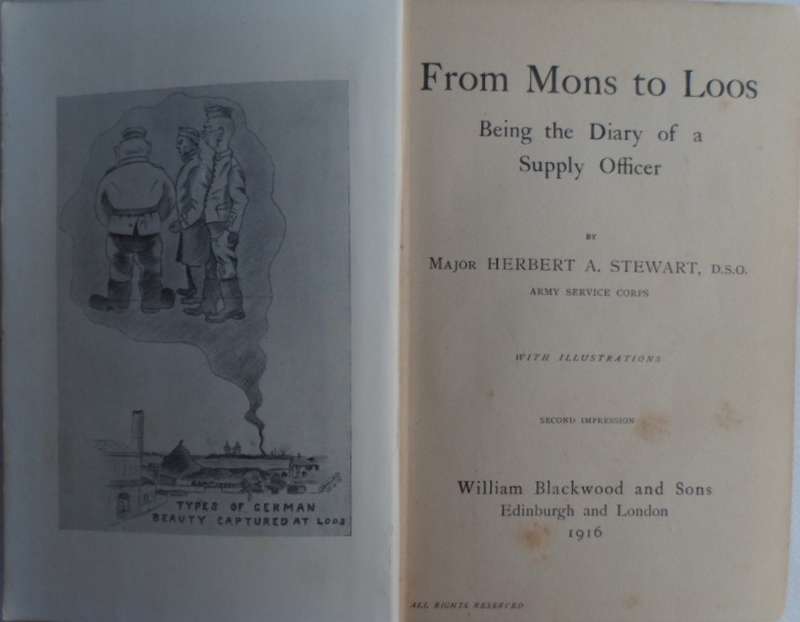 TYPES OF GERMAN
BEAUTY CAPTURED AT LOOS
From Mons to Loos
Being the Diary of a
Supply Officer
BY
MAJOR HERBERT A. STEWART, D.S.O.
ARMY SERVICE CORPS
WITH ILLUSTRATIONS
SECOND IMPRESSION
William Blackwood and Sons
Edinburgh and London
1916
ALL RIGHTS RESERVED